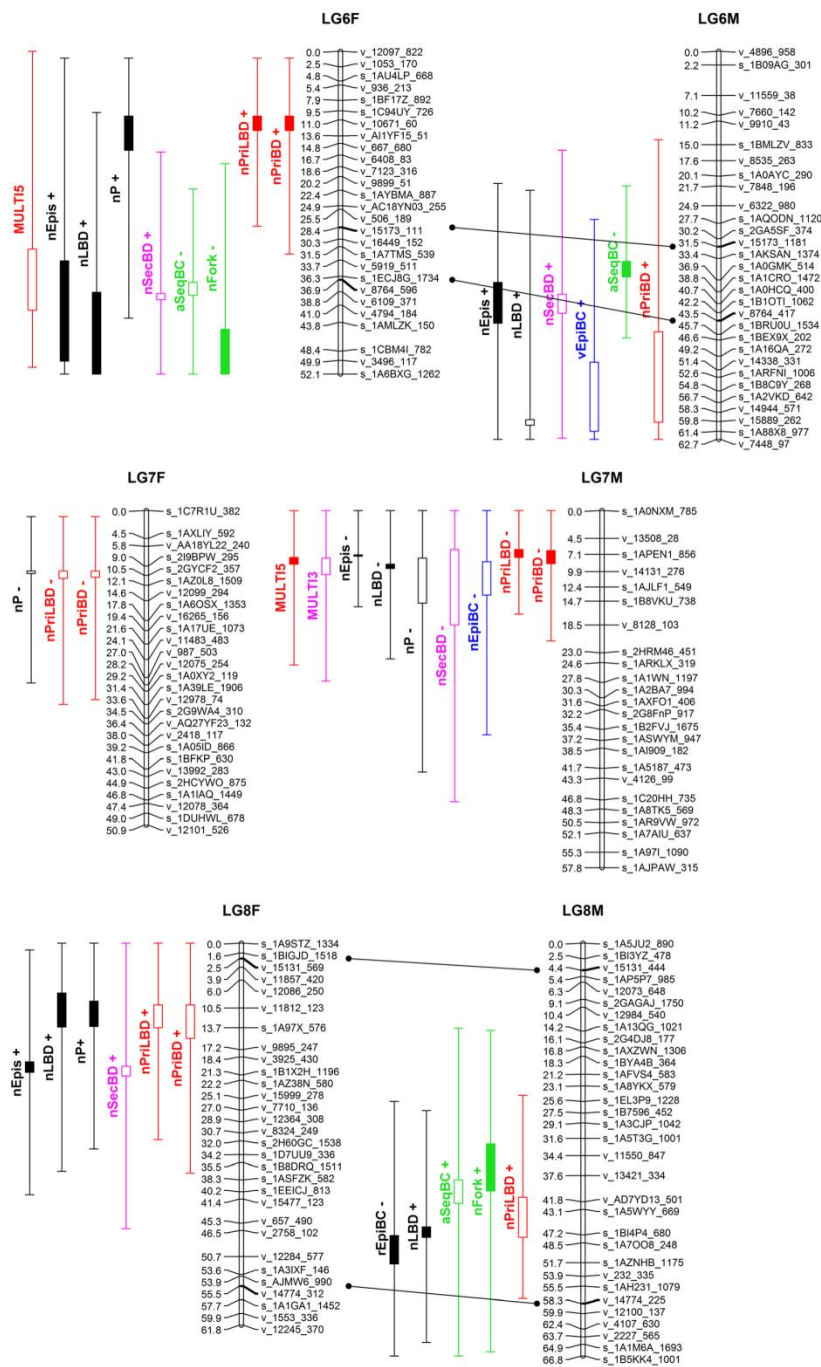 LG6F
LG6M
MULTI5
nEpis +
nLBD +
nP +
nSecBD +
aSeqBC -
nFork -
nPriLBD +
nPriBD +
0.0 v_12097_822
2.5 v_1053_170
4.8 s_1AU4LP_668
5.4 v_936_213
7.9 s_1BF17Z_892
9.5 s_1C94UY_726
11.0 v_10671_60
13.6 v_AI1YF15_51
14.8 v_667_680
16.7 v_6408_83
18.6 v_7123_316
20.2 v_9899_51
22.4 s_1AYBMA_887
24.9 v_AC18YN03_255
25.5 v_506_189
28.4 v_15173_111
30.3 v_16449_152
31.5 s_1A7TMS_539
33.7 v_5919_511
36.3 s_1ECJ8G_1734
36.9 v_8764_596
38.8 v_6109_371
41.0 v_4794_184
43.8 s_1AMLZK_150
48.4 s_1CBM4I_782
49.9 v_3496_117
52.1 s_1A6BXG_1262
nEpis +
nLBD +
nSecBD +
vEpiBC +
aSeqBC -
nPriBD +
0.0 v_4896_958
2.2 s_1B09AG_301
7.1 v_11559_38
10.2 v_7660_142
11.2 v_9910_43
15.0 s_1BMLZV_833
17.6 v_8535_263
20.1 s_1A0AYC_290
21.7 v_7848_196
24.9 v_6322_980
27.7 s_1AQODN_1120
30.2 s_2GA5SF_374
31.5 v_15173_1181
33.4 s_1AKSAN_1374
36.9 s_1A0GMK_514
38.8 s_1A1CRO_1472
40.7 s_1A0HCQ_400
42.2 s_B1OTI_1062
43.5 v_8764_417
45.7 s_1BRU0U_1534
46.6 s_1BEX9X_202
49.2 s_1A16QA_272
51.4 v_14338_331
52.6 s_1ARFNI_1006
54.8 s_1B8C9Y_268
56.7 s_1A2VKD_642
58.3 v_14944_571
59.8 v_15889_262
61.4 s_1A88X8_977
62.7 v_7448_97
LG7F
LG7M
nP -
nPriLBD -
nPriBD -
0.0 s_1C7R1U_382
4.5 s_1AXLIY_592
5.8 v_AA18YL22_240
9.0 s_2I9BPW_295
10.5 s_2GYCF2_357
12.1 s_1AZ0L8_1509
14.6 v_12099_294
17.8 s_1A6OSX_1353
19.4 v_16265_156
21.6 s_1A17UE_1073
24.1 v_11483_483
27.0 v_987_503
28.2 v_12075_254
29.2 s_1A0XY2_119
31.4 s_1A39LE_1906
33.6 v_12978_74
34.5 s_2G9WA4_310
36.4 v_AQ27YF23_132
38.0 v_2418_117
39.2 s_1A05ID_866
41.8 s_1BFKP_630
43.0 v_13992_283
44.9 s_2HCYWO_875
46.8 s_1A1IAQ_1449
47.4 v_12078_364
49.0 s_1DUHWL_678
50.9 v_12101_526
MULTI5
MULTI3
nEpis -
nLBD -
nP -
nSecBD -
nEpiBC -
nPriLBD -
nPriBD -
0.0 s_1A0NXM_785
4.5 v_13508_28
7.1 s_1APEN1_856
9.9 v_14131_276
12.4 s_1AJLF1_549
14.7 s_1B8VKU_738
18.5 v_8128_103
23.0 s_2HRM46_451
24.6 s_1ARKLX_319
27.8 s_1A1WN_1197
30.3 s_1A2BA7_994
31.6 s_1AXFO1_406
32.2 s_2G8FnP_917
35.4 s_1B2FVJ_1675
37.2 s_1ASWYM_947
38.5 s_1AI909_182
41.7 s_1A5187_473
43.3 v_4126_99
46.8 s_1C20HH_735
48.3 s_1A8TK5_569
50.5 s_1AR9VW_972
52.1 s_1A7AIU_637
55.3 s_1A97I_1090
57.8 s_1AJPAW_315
LG8F
LG8M
nEpis +
nLBD +
nP+
nSecBD +
nPriLBD +
nPriBD +
0.0 s_1A9STZ_1334
1.6 s_1BIGJD_1518
2.5 v_15131_569
3.9 v_11857_420
6.0 v_12086_250
10.5 v_11812_123
13.7 s_1A97X_576
17.2 v_9895_247
18.4 v_3925_430
21.3 s_1B1X2H_1196
22.2 s_1AZ38N_580
25.1 v_15999_278
27.0 v_7710_136
28.9 v_12364_308
30.7 v_8324_249
32.0 s_2H60GC_1538
34.2 s_1D7UU9_336
35.5 s_1B8DRQ_1511
38.3 s_1ASFZK_582
40.2 s_1EEICJ_813
41.4 v_15477_123
45.3 v_657_490
46.5 v_2758_102
50.7 v_12284_577
53.6 s_1A3IXF_146
53.9 s_AJMW6_990
55.5 v_14774_312
57.7 s_1A1GA1_1452
59.9 v_1553_336
61.8 v_12245_370
rEpiBC -
nLBD +
aSeqBC +
nFork +
nPriLBD +
0.0 s_1A5JU2_890
2.5 s_1BI3YZ_478
4.4 v_15131_444
5.4 s_1AP5P7_985
6.3 v_12073_648
9.1 s_2GAGAJ_1750
10.4 v_12984_540
14.2 s_1A13QG_1021
16.1 s_2G4DJ8_177
16.8 s_1AXZWN_1306
18.3 s_1BYA4B_364
21.2 s_1AFVS4_583
23.1 s_1A8YKX_579
25.6 s_1EL3P9_1228
27.5 s_1B7596_452
29.1 s_1A3CJP_1042
31.6 s_1A5T3G_1001
34.4 v_11550_847
37.6 v_13421_334
41.8 v_AD7YD13_501
43.1 s_1A5WYY_669
47.2 s_1BI4P4_680
48.5 s_1A7OO8_248
51.7 s_1AZNHB_1175
53.9 v_232_335
55.5 s_1AH231_1079
58.3 v_14774_225
59.9 v_12100_137
62.4 v_4107_630
63.7 v_2227_565
64.9 s_1A1M6A_1693
66.8 s_1B5KK4_1001